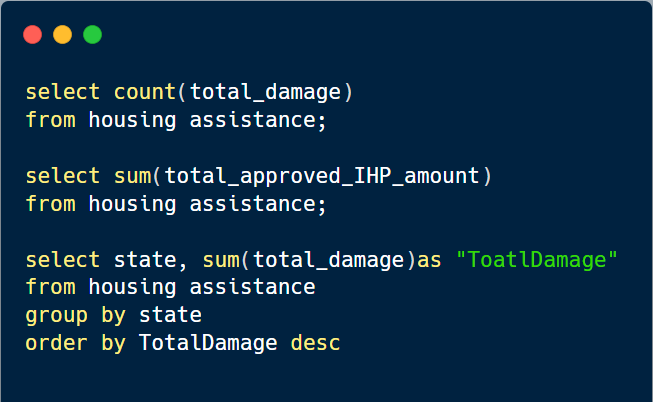 select count(total_damage)
from housing assistance;
select sum(total_approved_IHP_amount)
from housing assistance;
select state, sum(total_damage)as "ToatlDamage"
from housing assistance
group by state
order by TotalDamage desc